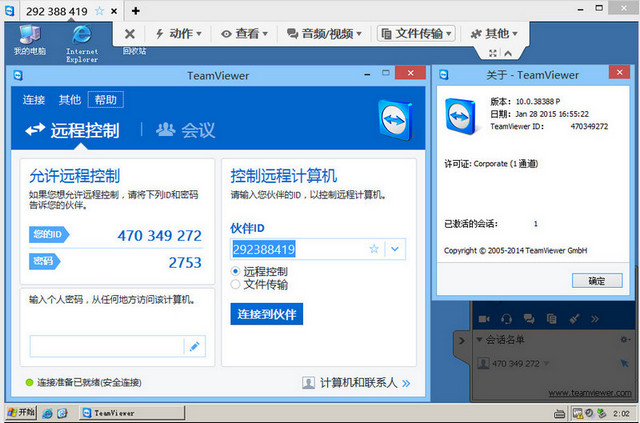 292 388 419
动作
查看
音频/视频
文件传输
其他
我的电脑
Internet Explorer
回收站
TeamViewer
连接 其他 帮助
远程控制
会议
允许远程控制
如果您想允许远程控制，请将下列ID和密码
告诉您的伙伴。
您的ID
470 349 272
密码
2753
输入个人密码，从任何地方访问该计算机。
控制远程计算机
请输入您伙伴的ID，以控制远程计算机。
伙伴ID
292388419
远程控制
文件传输
连接到伙伴
连接准备已就绪(安全连接)
计算机和联系人
关于 - TeamViewer
版本: 10.0.38388 P
日期: Jan 28 2015 16:55:22
TeamViewer ID: 470349272
许可证: Corporate (1 通道)
已激活的会话: 1
Copyright © 2005-2014 TeamViewer GmbH
确定
会话名单
470 349 272
www.teamviewer.com
开始
TeamViewer
2:02